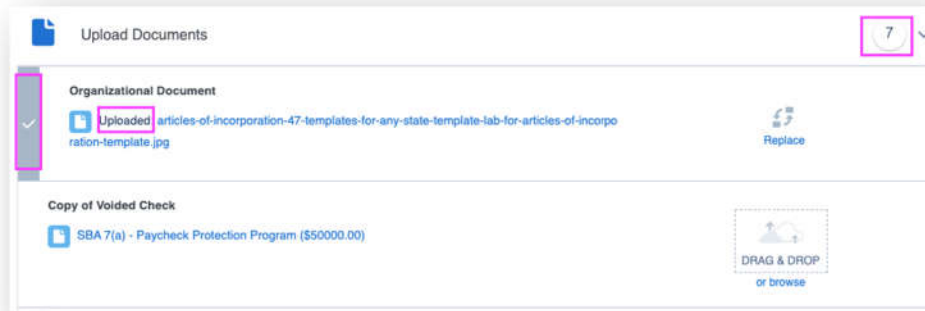 Upload Documents
7
Organizational Document
Uploaded articles-of-incorporation-47-templates-for-any-state-template-lab-for-articles-of-incorpo
ration-template.jpg
Replace
Copy of Voided Check
SBA 7(a) - Paycheck Protection Program ($50000.00)
DRAG & DROP
or browse